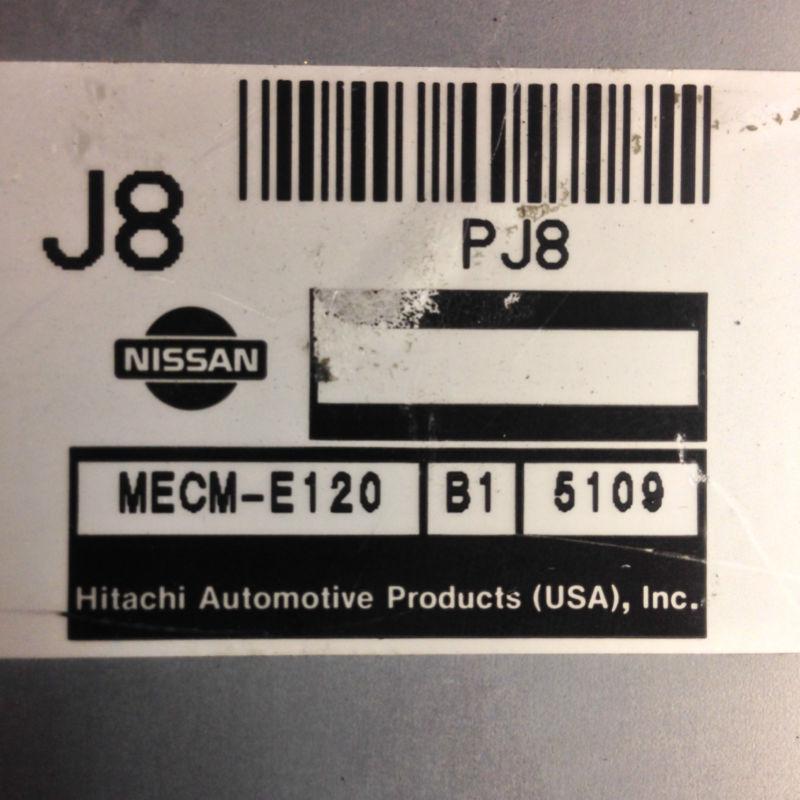 J8
PJ8
NISSAN
MECM-E120 B1 5109
Hitachi Automotive Products (USA), Inc.